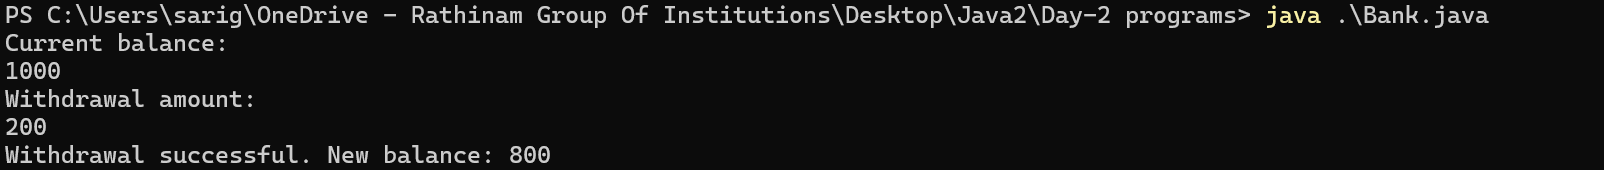 PS C:\Users\sarig\OneDrive - Rathinam Group Of Institutions\Desktop\Java2\Day-2 programs> java .\Bank.java
Current balance:
1000
Withdrawal amount:
200
Withdrawal successful. New balance: 800